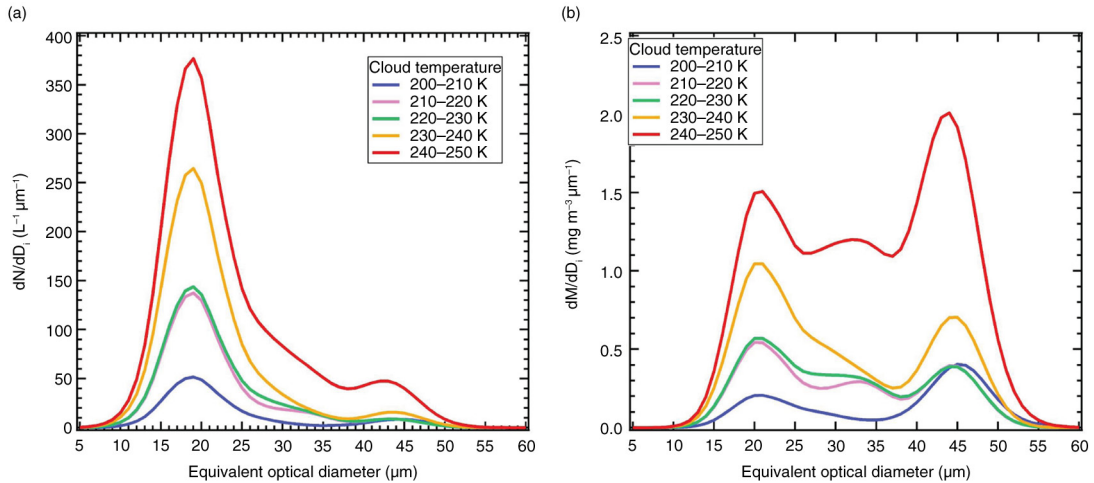 (a)
400
350
300
250
200
150
100
50
0
dN/dDᵢ (L⁻¹ µm⁻¹)
Cloud temperature
200–210 K
210–220 K
220–230 K
230–240 K
240–250 K
5 10 15 20 25 30 35 40 45 50 55 60
Equivalent optical diameter (µm)
(b)
2.5
2.0
1.5
1.0
0.5
0.0
dM/dDᵢ (mg m⁻³ µm⁻¹)
Cloud temperature
200–210 K
210–220 K
220–230 K
230–240 K
240–250 K
5 10 15 20 25 30 35 40 45 50 55 60
Equivalent optical diameter (µm)